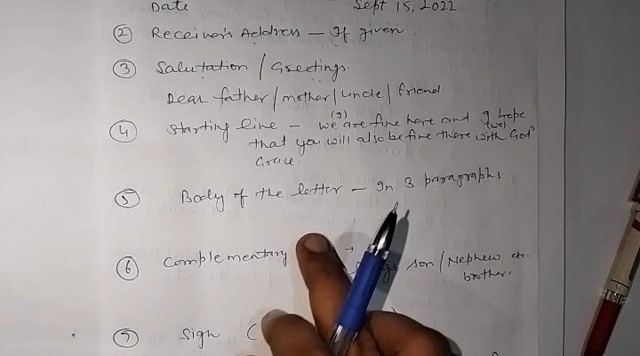 Date Sept 15, 2022
② Receiver's Address – If given
③ Salutation / Greetings
Dear father / mother / uncle / friend
(I)
④ Starting line – we are fine here and I hope
(we)
that you will also be fine there with God's
Grace.
⑤ Body of the letter – In 3 paragraphs
⑥ Complementary son / Nephew etc.
brother.
⑦ Sign (